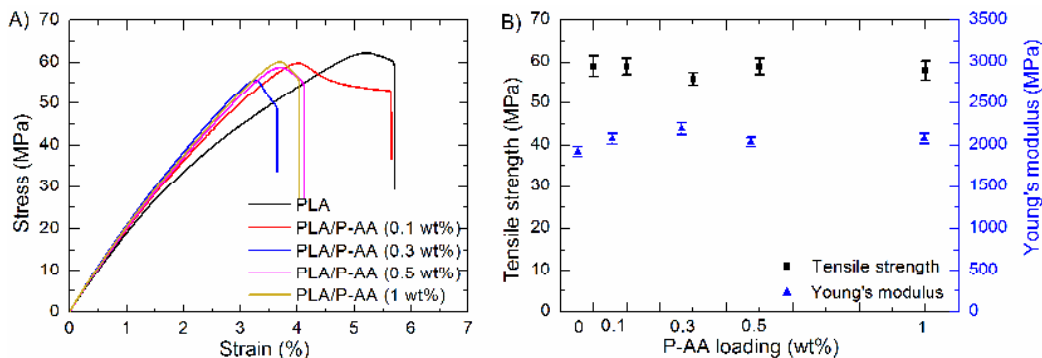 A)
70
60
50
40
30
20
10
0
Stress (MPa)
0 1 2 3 4 5 6 7
Strain (%)
PLA
PLA/P-AA (0.1 wt%)
PLA/P-AA (0.3 wt%)
PLA/P-AA (0.5 wt%)
PLA/P-AA (1 wt%)
B)
70
60
50
40
30
20
10
0
Tensile strength (MPa)
0 0.1 0.3 0.5 1
P-AA loading (wt%)
Tensile strength
Young's modulus
3500
3000
2500
2000
1500
1000
500
0
Young's modulus (MPa)